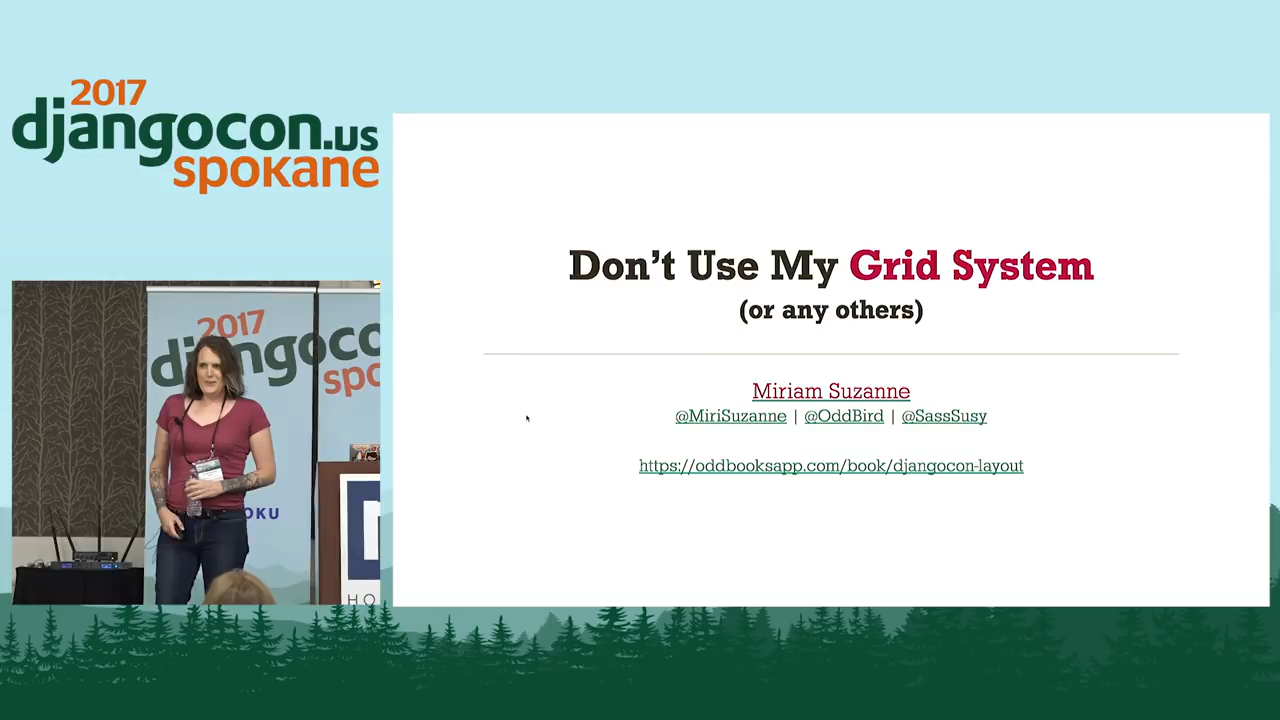 2017
djangocon.us
spokane
Don't Use My Grid System
(or any others)
Miriam Suzanne
@MiriSuzanne | @OddBird | @SassSusy
https://oddbooksapp.com/book/djangocon-layout
2017
djangoco
spo
OKU
HO